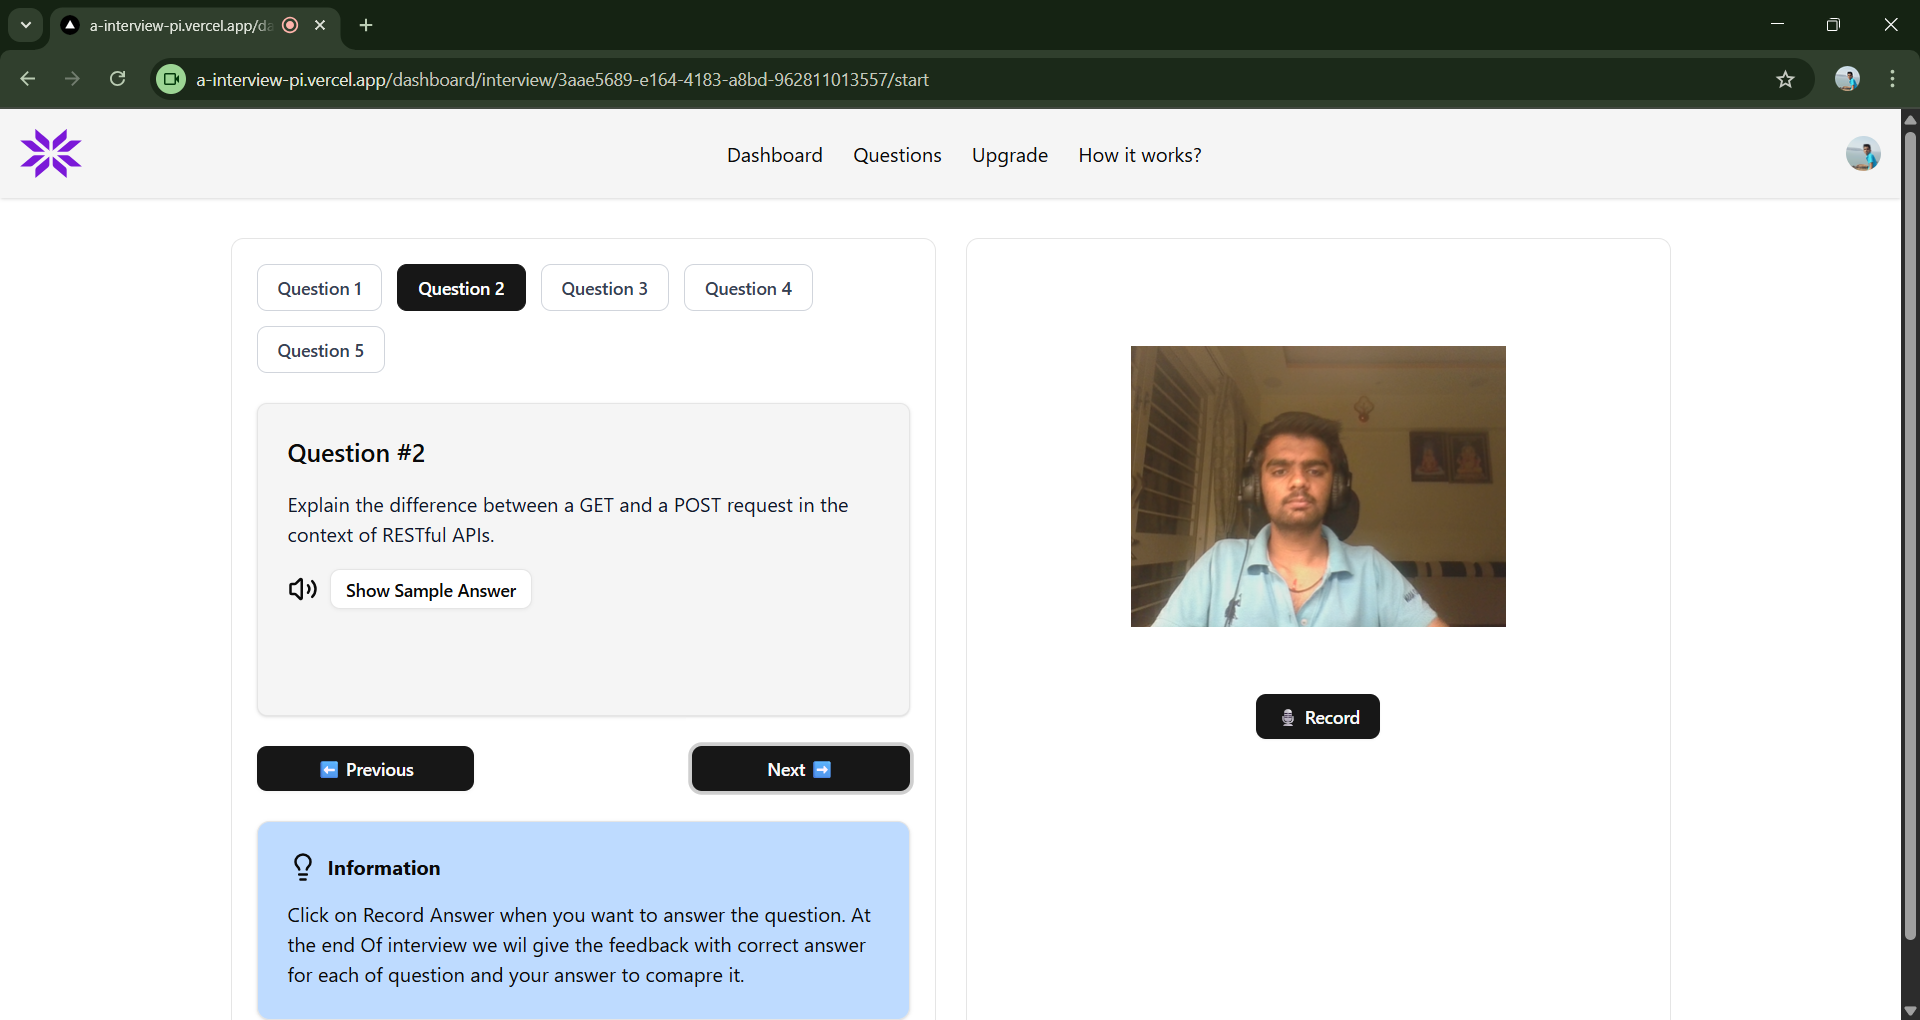 a-interview-pi.vercel.app/da
a-interview-pi.vercel.app/dashboard/interview/3aae5689-e164-4183-a8bd-962811013557/start
Dashboard Questions Upgrade How it works?
Question 1 Question 2 Question 3 Question 4
Question 5
Question #2
Explain the difference between a GET and a POST request in the
context of RESTful APIs.
Show Sample Answer
⬅️ Previous Next ➡️
🎙️ Record
Information
Click on Record Answer when you want to answer the question. At
the end Of interview we wil give the feedback with correct answer
for each of question and your answer to comapre it.